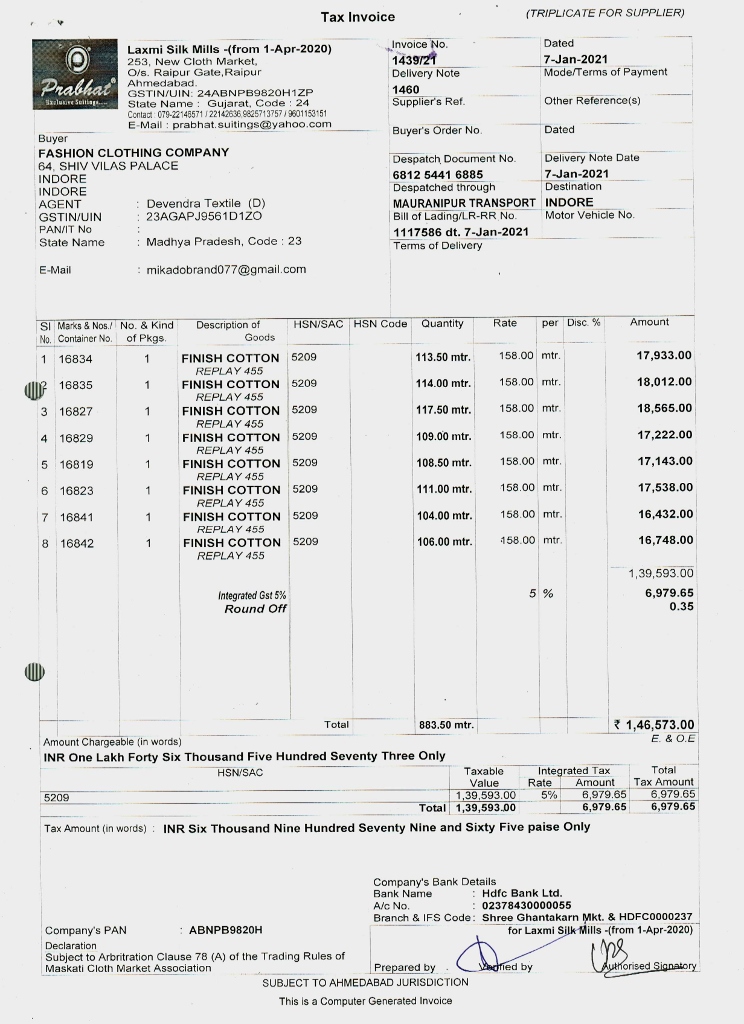 Tax Invoice
(TRIPLICATE FOR SUPPLIER)
Prabhat
Exclusive Suitings....
Laxmi Silk Mills -(from 1-Apr-2020)
253, New Cloth Market,
O/s. Raipur Gate,Raipur
Ahmedabad.
GSTIN/UIN: 24ABNPB9820H1ZP
State Name : Gujarat, Code : 24
Contact : 079-22146571 / 22142636,9825713757 / 9601153151
E-Mail : prabhat.suitings@yahoo.com
Invoice No.
1439/21
Dated
7-Jan-2021
Delivery Note
1460
Mode/Terms of Payment
Supplier's Ref.
Other Reference(s)
Buyer
FASHION CLOTHING COMPANY
64, SHIV VILAS PALACE
INDORE
INDORE
AGENT : Devendra Textile (D)
GSTIN/UIN : 23AGAPJ9561D1ZO
PAN/IT No :
State Name : Madhya Pradesh, Code : 23
E-Mail : mikadobrand077@gmail.com
Buyer's Order No.
Dated
Despatch Document No.
6812 5441 6885
Delivery Note Date
7-Jan-2021
Despatched through
MAURANIPUR TRANSPORT
Destination
INDORE
Bill of Lading/LR-RR No.
1117586 dt. 7-Jan-2021
Motor Vehicle No.
Terms of Delivery
Sl No. Marks & Nos./ Container No. No. & Kind of Pkgs. Description of Goods HSN/SAC HSN Code Quantity Rate per Disc. % Amount
1 16834 1 FINISH COTTON 5209 113.50 mtr. 158.00 mtr. 17,933.00
REPLAY 455
2 16835 1 FINISH COTTON 5209 114.00 mtr. 158.00 mtr. 18,012.00
REPLAY 455
3 16827 1 FINISH COTTON 5209 117.50 mtr. 158.00 mtr. 18,565.00
REPLAY 455
4 16829 1 FINISH COTTON 5209 109.00 mtr. 158.00 mtr. 17,222.00
REPLAY 455
5 16819 1 FINISH COTTON 5209 108.50 mtr. 158.00 mtr. 17,143.00
REPLAY 455
6 16823 1 FINISH COTTON 5209 111.00 mtr. 158.00 mtr. 17,538.00
REPLAY 455
7 16841 1 FINISH COTTON 5209 104.00 mtr. 158.00 mtr. 16,432.00
REPLAY 455
8 16842 1 FINISH COTTON 5209 106.00 mtr. 158.00 mtr. 16,748.00
REPLAY 455
1,39,593.00
Integrated Gst 5% 5 % 6,979.65
Round Off 0.35
Total 883.50 mtr. ₹ 1,46,573.00
Amount Chargeable (in words) E. & O.E
INR One Lakh Forty Six Thousand Five Hundred Seventy Three Only
HSN/SAC Taxable Value Integrated Tax Rate Amount Total Tax Amount
5209 1,39,593.00 5% 6,979.65 6,979.65
Total 1,39,593.00 6,979.65 6,979.65
Tax Amount (in words) : INR Six Thousand Nine Hundred Seventy Nine and Sixty Five paise Only
Company's Bank Details
Bank Name : Hdfc Bank Ltd.
A/c No. : 02378430000055
Branch & IFS Code : Shree Ghantakarn Mkt. & HDFC0000237
Company's PAN : ABNPB9820H
Declaration
Subject to Arbritration Clause 78 (A) of the Trading Rules of
Maskati Cloth Market Association
for Laxmi Silk Mills -(from 1-Apr-2020)
Prepared by Verified by Authorised Signatory
SUBJECT TO AHMEDABAD JURISDICTION
This is a Computer Generated Invoice